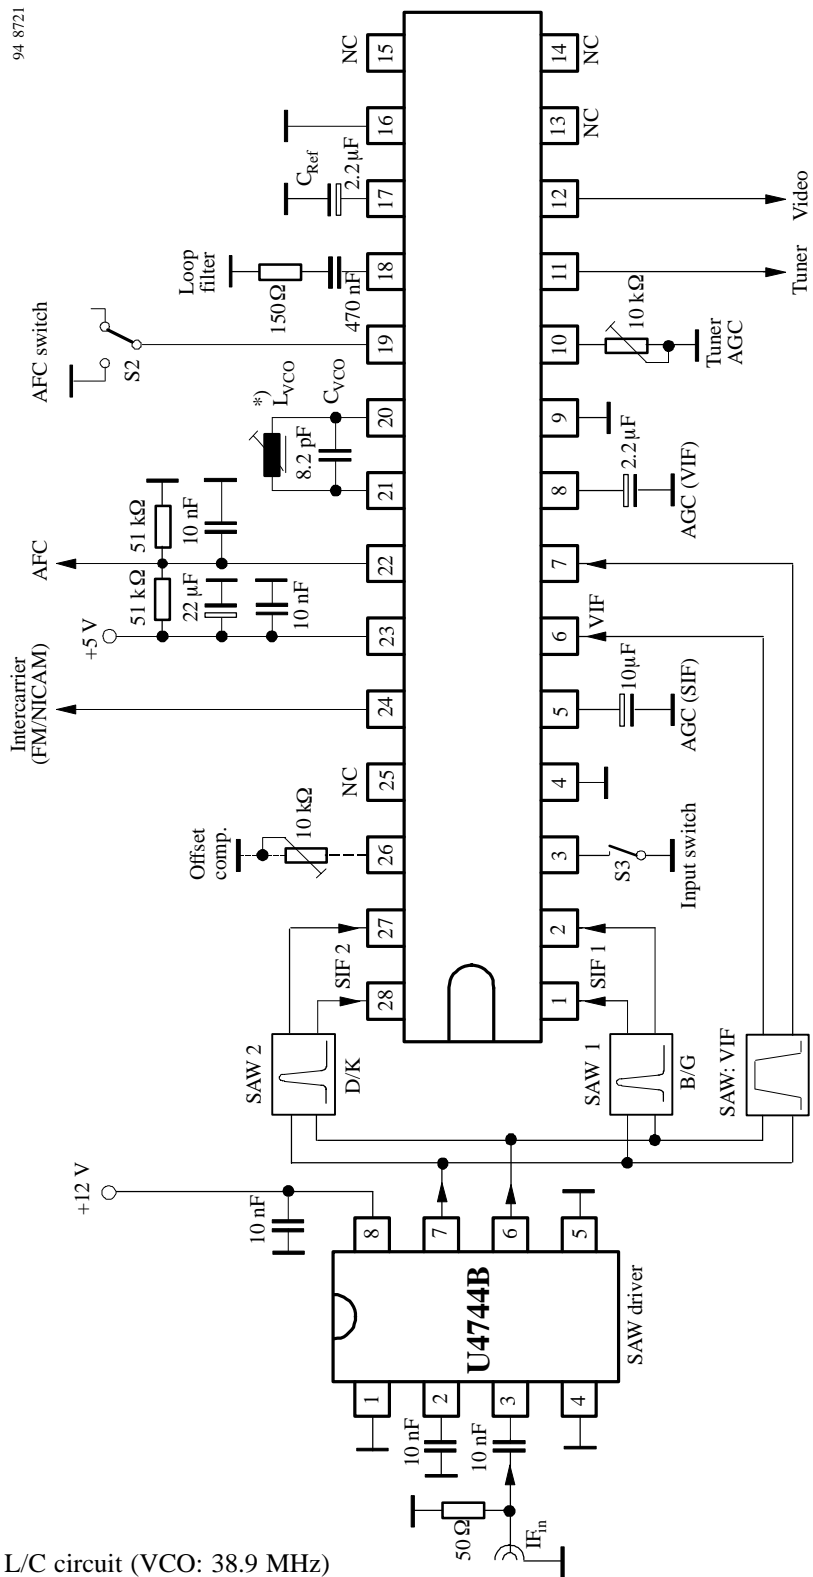 94 8721
NC
15
14
NC
16
13
NC
C_Ref
2.2 µF
17
12
Video
Loop
filter
150 Ω
470 nF
18
11
Tuner
AFC switch
S2
19
10
10 kΩ
Tuner
AGC
*)
L_VCO
C_VCO
8.2 pF
20
9
21
8
2.2 µF
AGC (VIF)
AFC
51 kΩ
10 nF
22
7
VIF
+5 V
51 kΩ
22 µF
10 nF
23
6
Intercarrier
(FM/NICAM)
24
5
10 µF
AGC (SIF)
NC
25
4
Offset
comp.
10 kΩ
26
3
S3
Input switch
27
2
SIF 2
SIF 1
28
1
SAW 2
D/K
SAW 1
B/G
SAW: VIF
+12 V
10 nF
8
7
6
5
U4744B
SAW driver
1
2
3
4
10 nF
10 nF
50 Ω
IF_in
L/C circuit (VCO: 38.9 MHz)